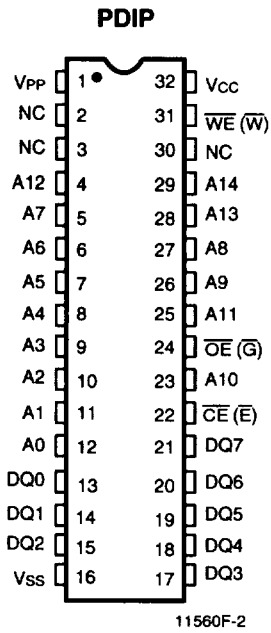 PDIP
VPP 1 32 VCC
NC 2 31 W̅E̅ (W̅)
NC 3 30 NC
A12 4 29 A14
A7 5 28 A13
A6 6 27 A8
A5 7 26 A9
A4 8 25 A11
A3 9 24 O̅E̅ (G̅)
A2 10 23 A10
A1 11 22 C̅E̅ (E̅)
A0 12 21 DQ7
DQ0 13 20 DQ6
DQ1 14 19 DQ5
DQ2 15 18 DQ4
VSS 16 17 DQ3
11560F-2